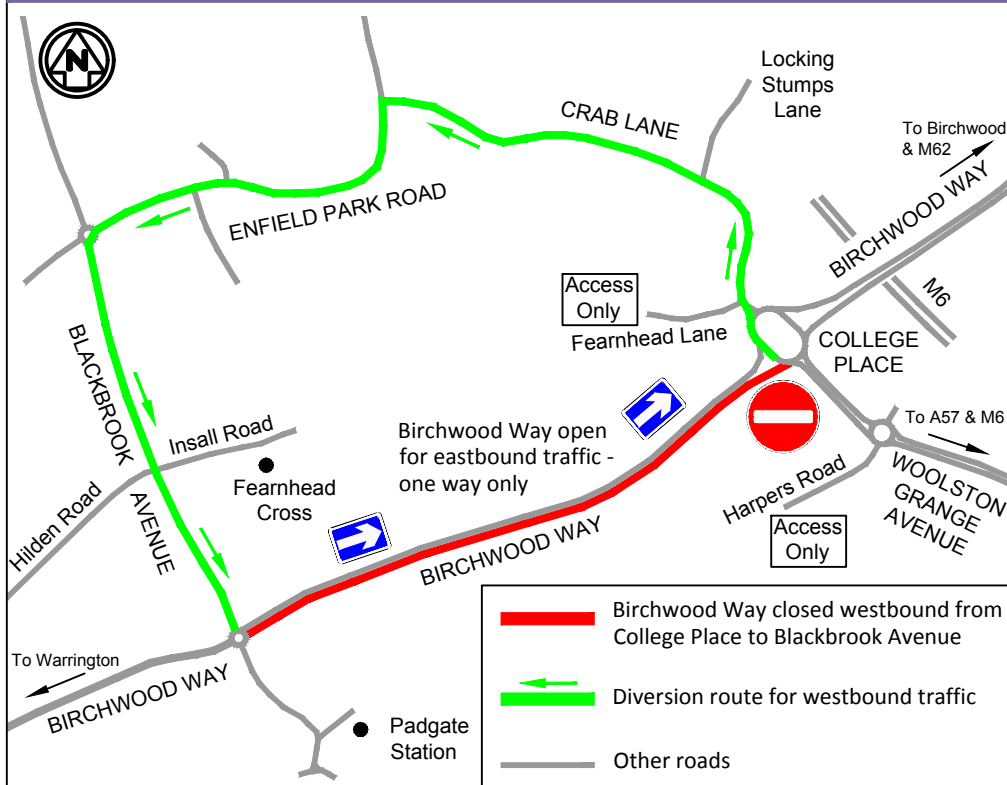 N
Locking
Stumps
Lane
CRAB LANE
To Birchwood
& M62
BIRCHWOOD WAY
ENFIELD PARK ROAD
M6
Access
Only
Fearnhead Lane
COLLEGE
PLACE
BLACKBROOK
AVENUE
Insall Road
Hilden Road
Fearnhead
Cross
Birchwood Way open
for eastbound traffic -
one way only
To A57 & M6
WOOLSTON
GRANGE
AVENUE
Harpers Road
Access
Only
BIRCHWOOD WAY
To Warrington
BIRCHWOOD WAY
Padgate
Station
Birchwood Way closed westbound from
College Place to Blackbrook Avenue
Diversion route for westbound traffic
Other roads